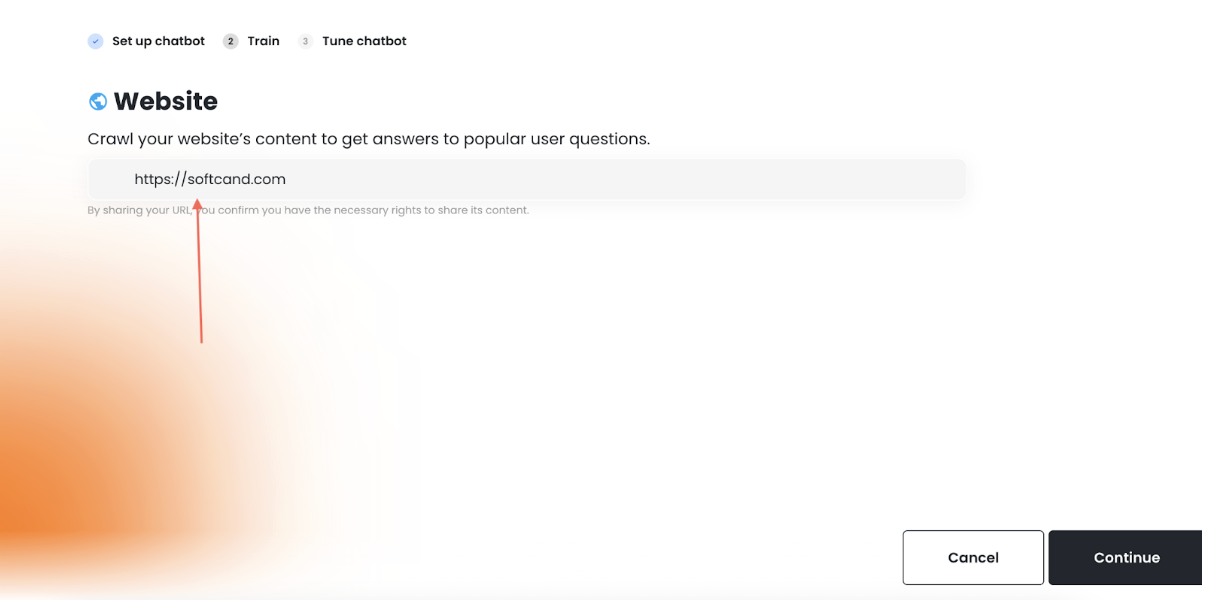 Set up chatbot 2 Train 3 Tune chatbot
Website
Crawl your website's content to get answers to popular user questions.
https://softcand.com
By sharing your URL, you confirm you have the necessary rights to share its content.
Cancel Continue